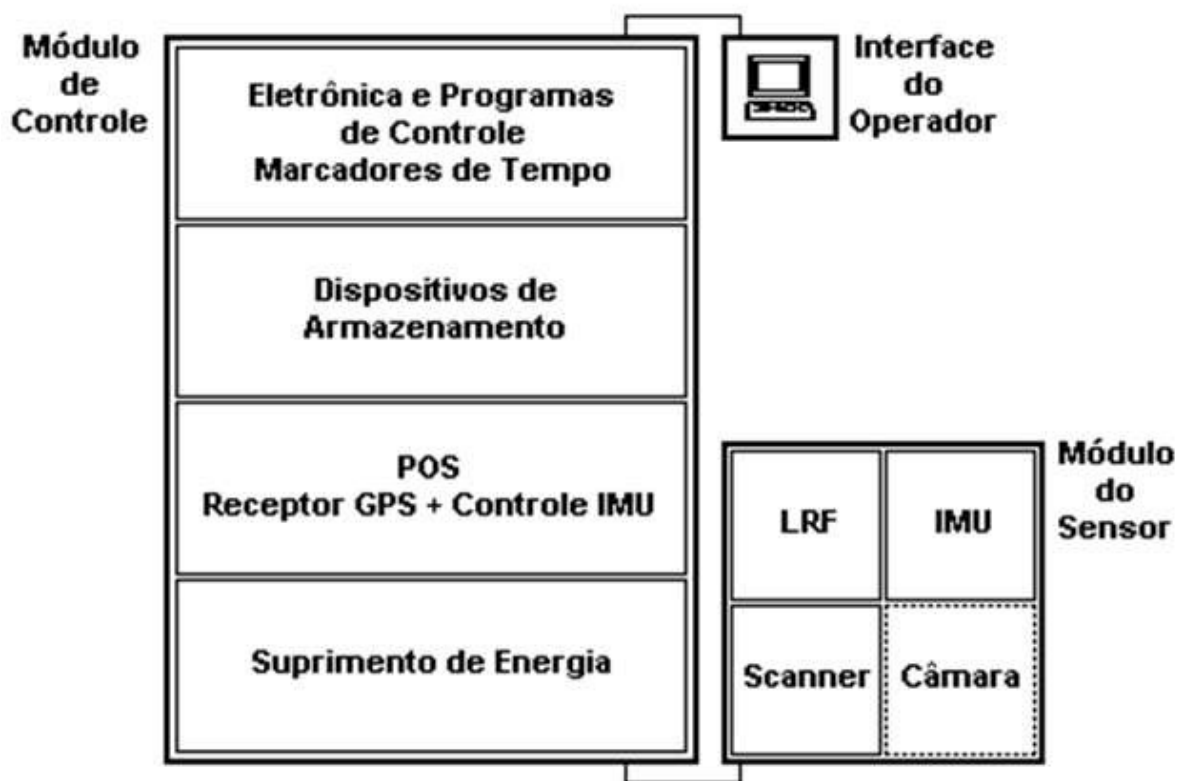 Módulo
de
Controle
Eletrônica e Programas
de Controle
Marcadores de Tempo
Dispositivos de
Armazenamento
POS
Receptor GPS + Controle IMU
Suprimento de Energia
Interface
do
Operador
Módulo
do
Sensor
LRF
IMU
Scanner
Câmara